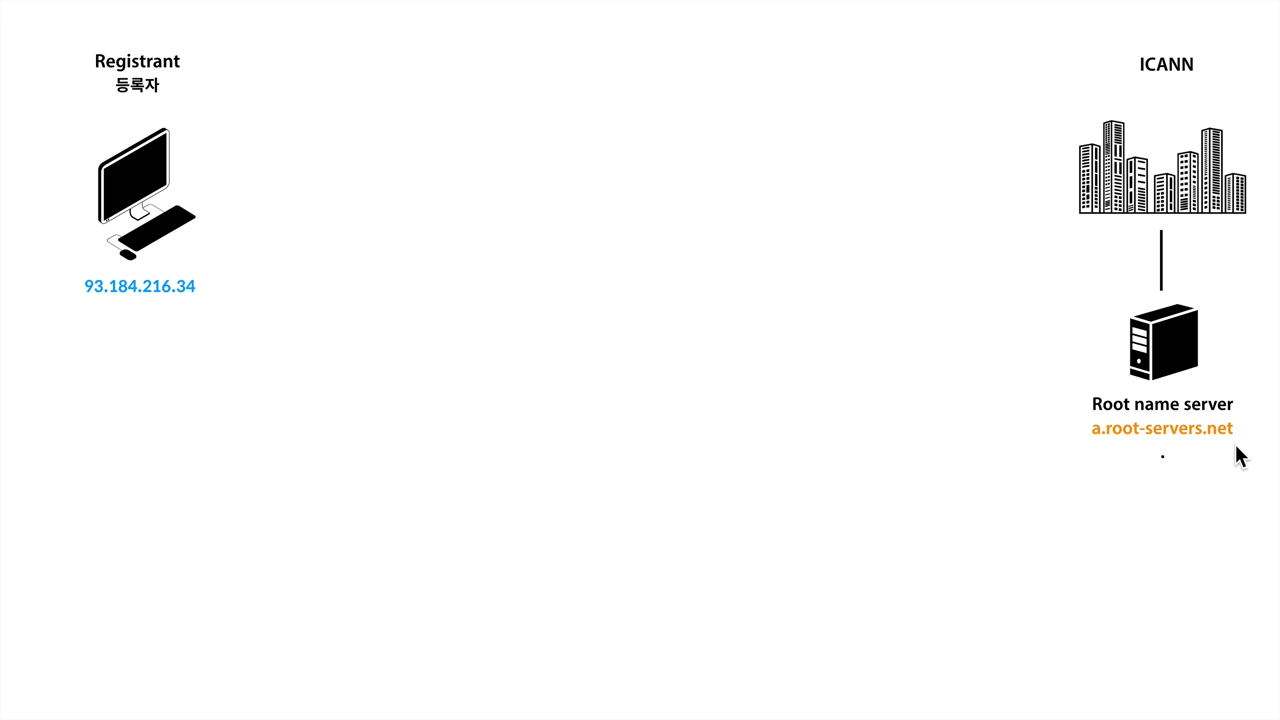 Registrant
등록자
93.184.216.34
ICANN
Root name server
a.root-servers.net
.